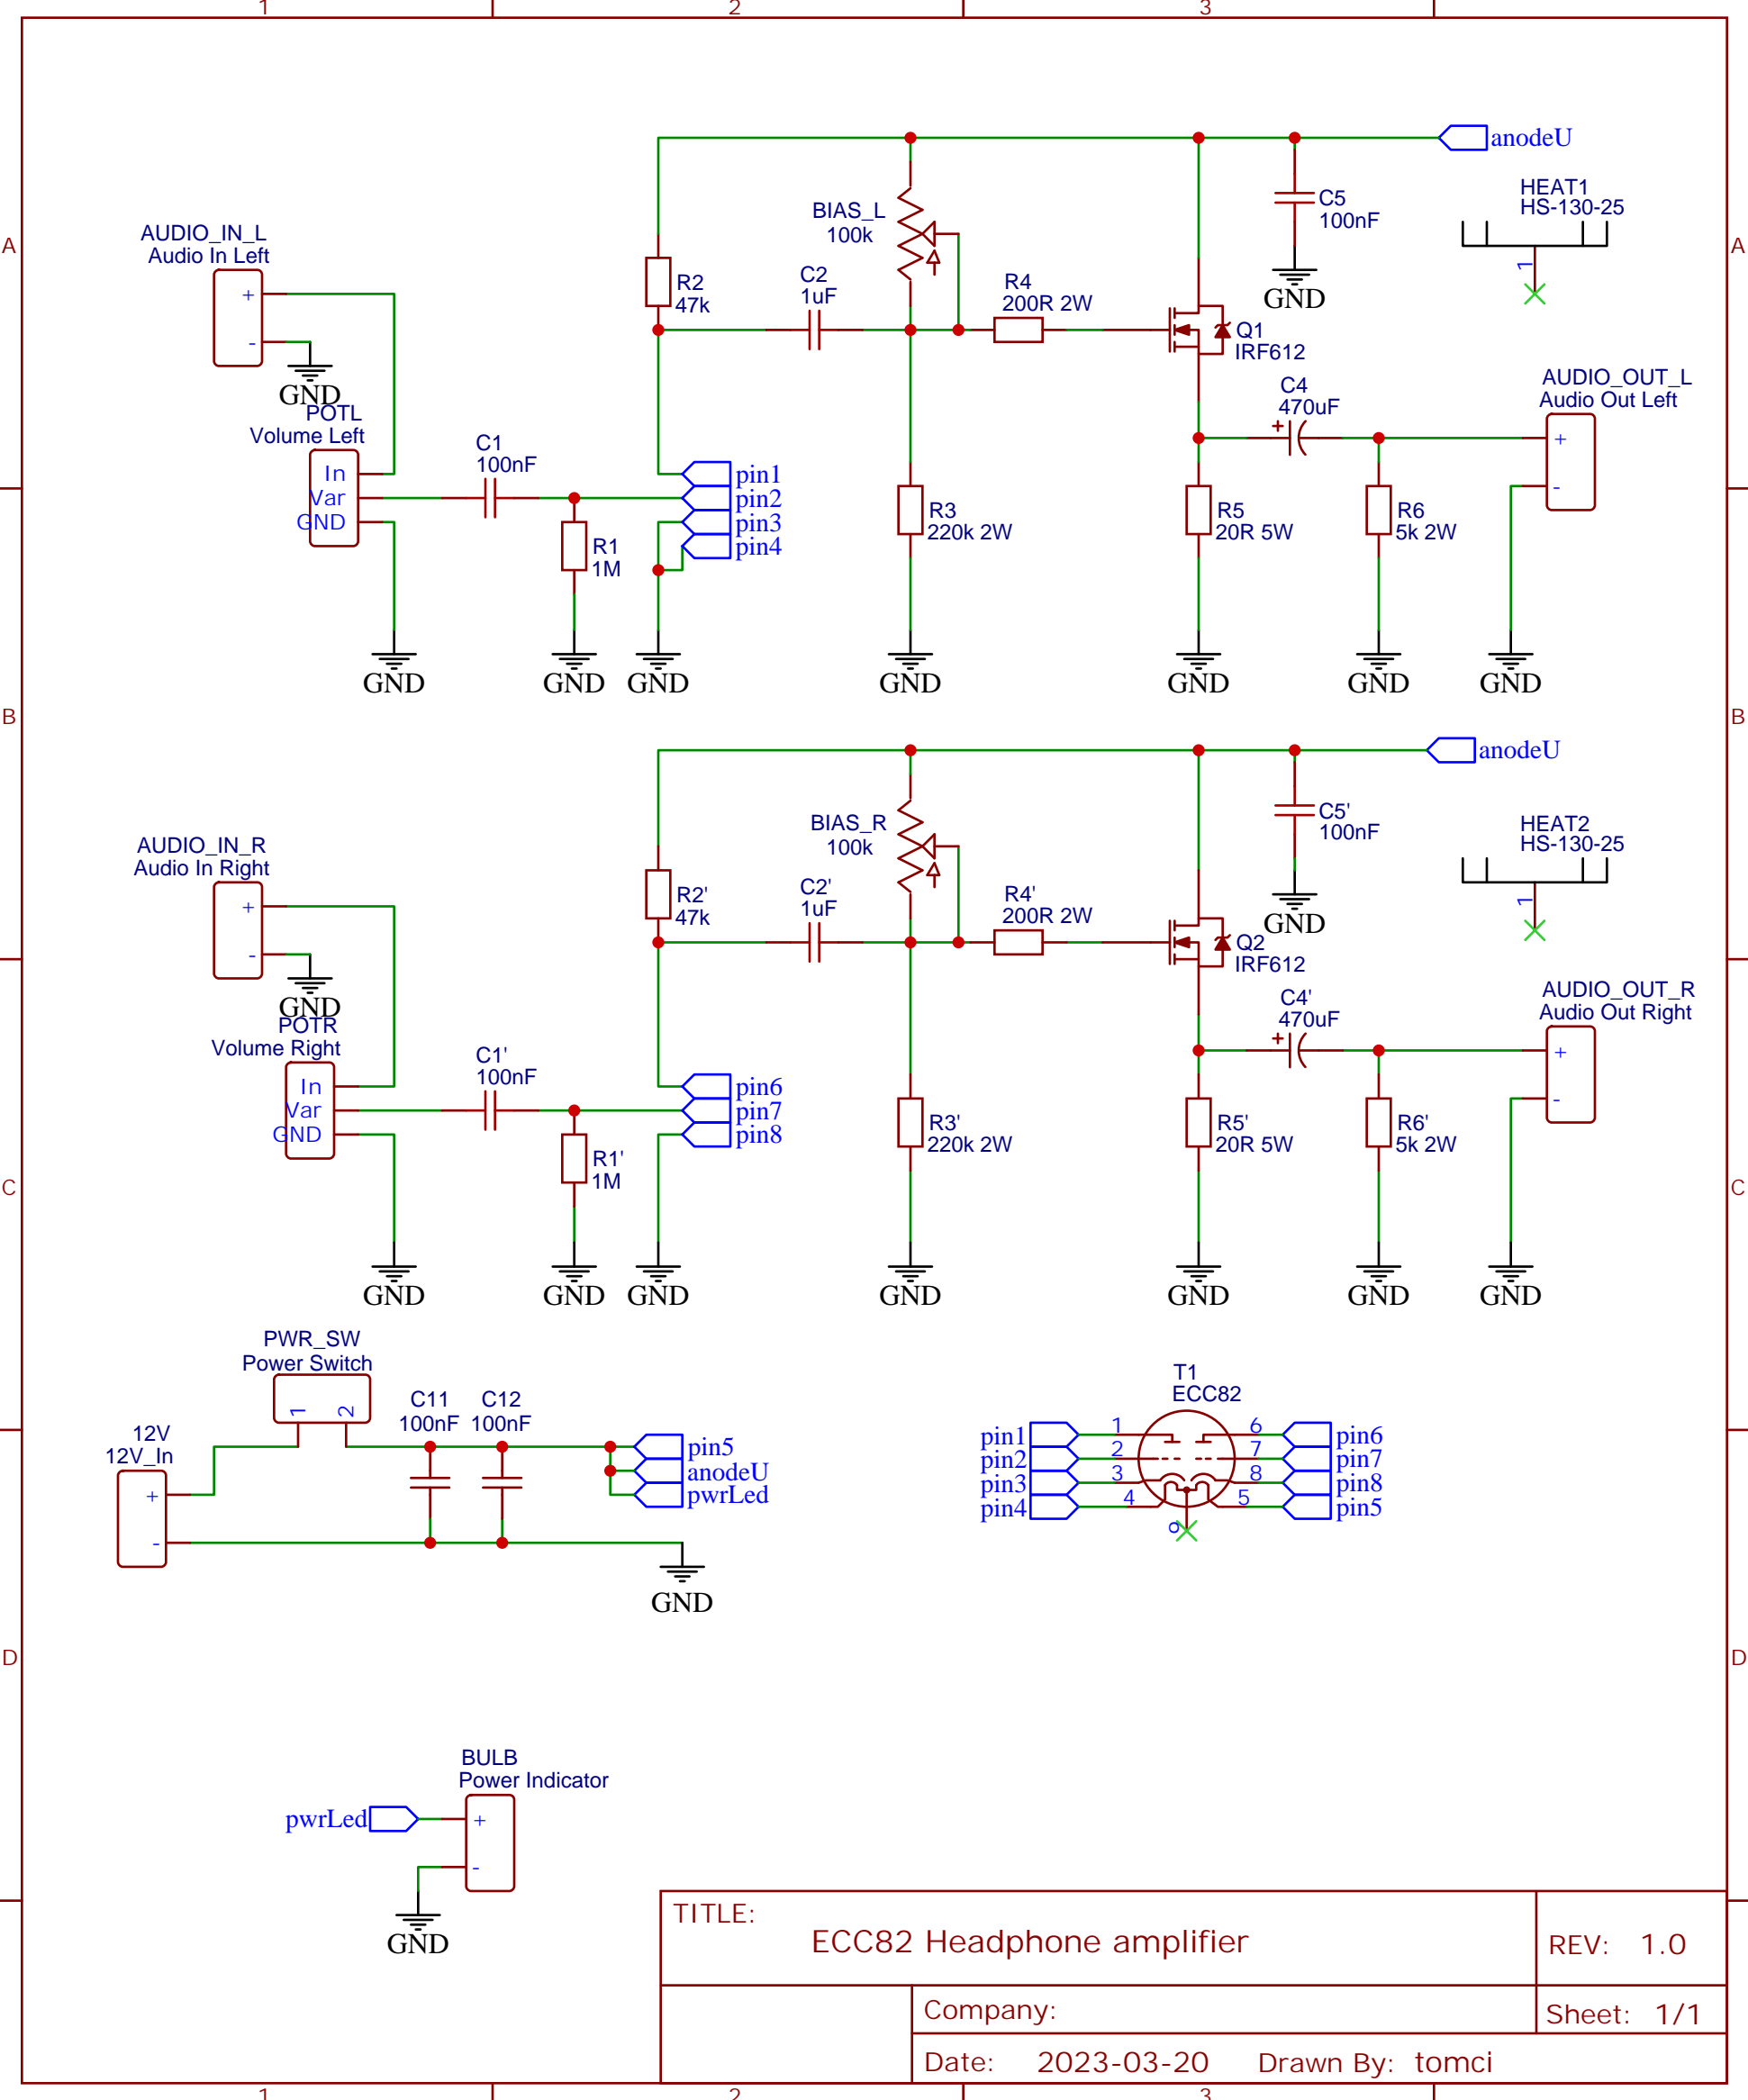 1 2 3
A A
B B
C C
D D
AUDIO_IN_L
Audio In Left
+
-
GND
POTL
Volume Left
In
Var
GND
GND
C1
100nF
R1
1M
GND
R2
47k
pin1
pin2
pin3
pin4
GND
C2
1uF
BIAS_L
100k
R3
220k 2W
GND
R4
200R 2W
Q1
IRF612
anodeU
C5
100nF
GND
HEAT1
HS-130-25
1
C4
470uF
+
R5
20R 5W
GND
R6
5k 2W
GND
AUDIO_OUT_L
Audio Out Left
+
-
GND
AUDIO_IN_R
Audio In Right
+
-
GND
POTR
Volume Right
In
Var
GND
GND
C1'
100nF
R1'
1M
GND
R2'
47k
pin6
pin7
pin8
GND
C2'
1uF
BIAS_R
100k
R3'
220k 2W
GND
R4'
200R 2W
Q2
IRF612
anodeU
C5'
100nF
GND
HEAT2
HS-130-25
1
C4'
470uF
+
R5'
20R 5W
GND
R6'
5k 2W
GND
AUDIO_OUT_R
Audio Out Right
+
-
GND
PWR_SW
Power Switch
1 2
12V
12V_In
+
-
C11
100nF
C12
100nF
pin5
anodeU
pwrLed
GND
T1
ECC82
pin1 1 6 pin6
pin2 2 7 pin7
pin3 3 8 pin8
pin4 4 5 pin5
9
BULB
Power Indicator
pwrLed
+
-
GND
TITLE:
ECC82 Headphone amplifier
REV: 1.0
Company:
Sheet: 1/1
Date: 2023-03-20 Drawn By: tomci
1 2 3